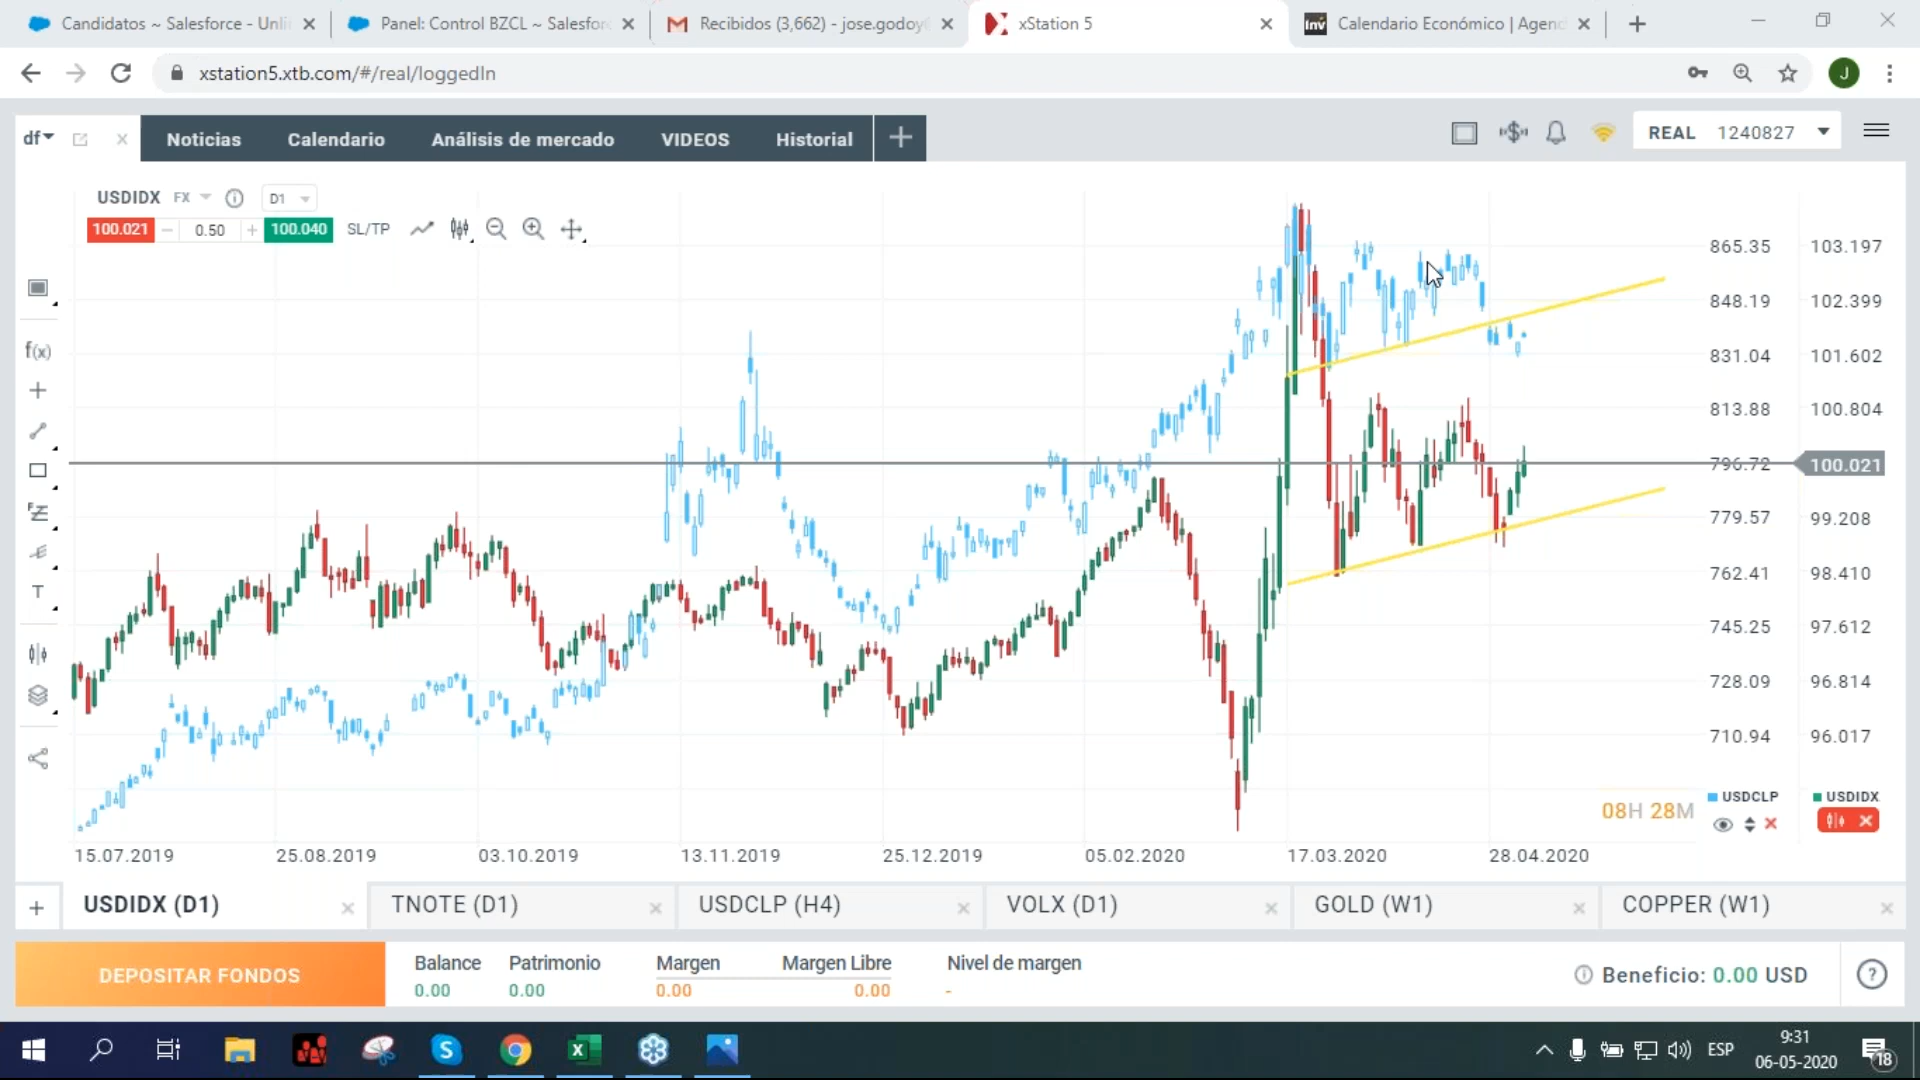 Candidatos ~ Salesforce - Unli
Panel: Control BZCL ~ Salesforc
Recibidos (3,662) - jose.godoy
xStation 5
Inv
Calendario Económico | Agend
xstation5.xtb.com/#/real/loggedIn
J
df
Noticias
Calendario
Análisis de mercado
VIDEOS
Historial
REAL 1240827
USDIDX FX D1
100.021 0.50 100.040 SL/TP
f(x)
T
865.35 103.197
848.19 102.399
831.04 101.602
813.88 100.804
796.72 100.021
779.57 99.208
762.41 98.410
745.25 97.612
728.09 96.814
710.94 96.017
08H 28M
USDCLP
USDIDX
15.07.2019 25.08.2019 03.10.2019 13.11.2019 25.12.2019 05.02.2020 17.03.2020 28.04.2020
USDIDX (D1)
TNOTE (D1)
USDCLP (H4)
VOLX (D1)
GOLD (W1)
COPPER (W1)
DEPOSITAR FONDOS
Balance Patrimonio Margen Margen Libre Nivel de margen
0.00 0.00 0.00 0.00 -
Beneficio: 0.00 USD
?
ESP
9:31
06-05-2020
18